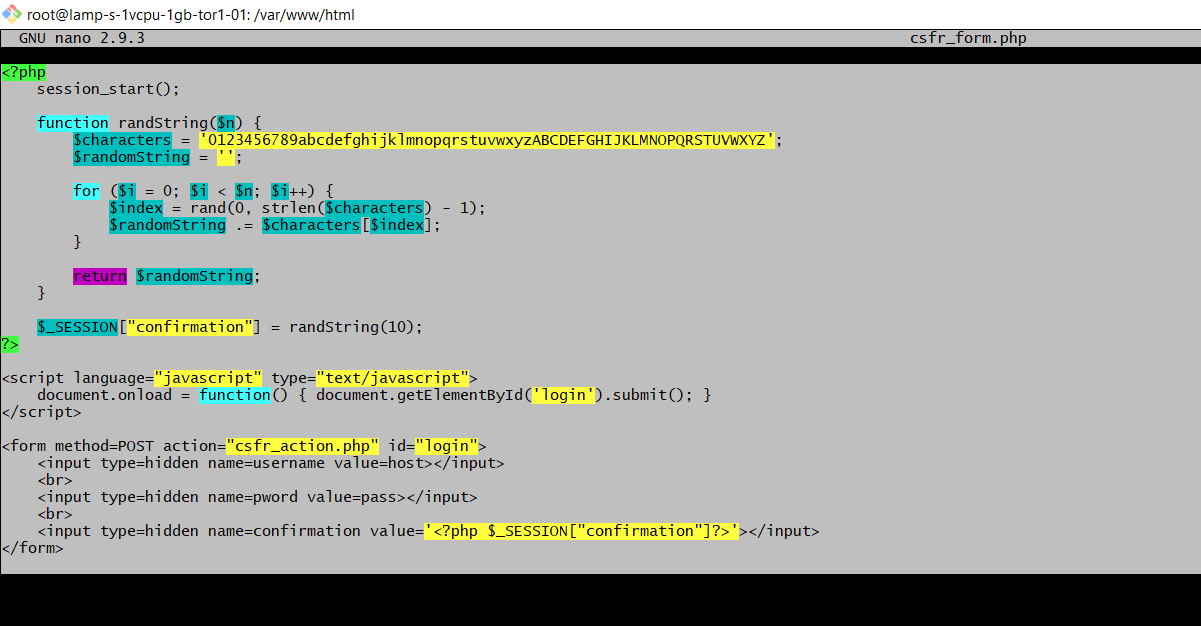 root@lamp-s-1vcpu-1gb-tor1-01: /var/www/html
GNU nano 2.9.3 csfr_form.php
<?php
    session_start();

    function randString($n) {
        $characters = '0123456789abcdefghijklmnopqrstuvwxyzABCDEFGHIJKLMNOPQRSTUVWXYZ';
        $randomString = '';

        for ($i = 0; $i < $n; $i++) {
            $index = rand(0, strlen($characters) - 1);
            $randomString .= $characters[$index];
        }

        return $randomString;
    }

    $_SESSION["confirmation"] = randString(10);
?>

<script language="javascript" type="text/javascript">
    document.onload = function() { document.getElementById('login').submit(); }
</script>

<form method=POST action="csfr_action.php" id="login">
    <input type=hidden name=username value=host></input>
    <br>
    <input type=hidden name=pword value=pass></input>
    <br>
    <input type=hidden name=confirmation value='<?php $_SESSION["confirmation"]?>'></input>
</form>